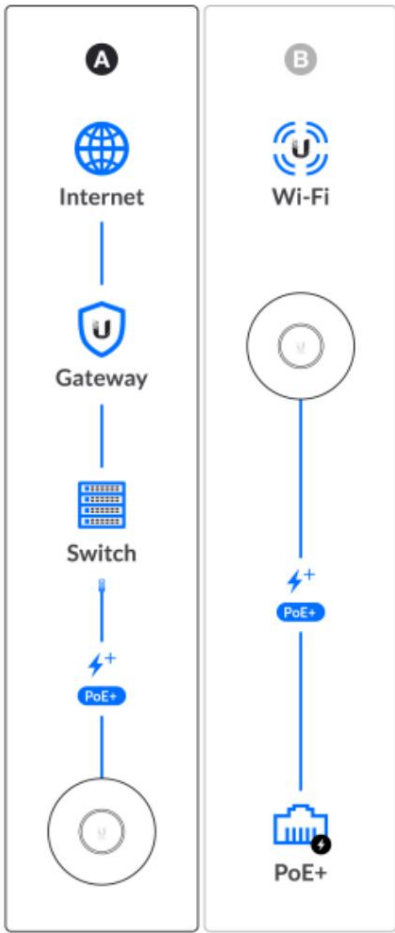 A
Internet
U
Gateway
Switch
PoE+
U
B
U
Wi-Fi
U
PoE+
PoE+